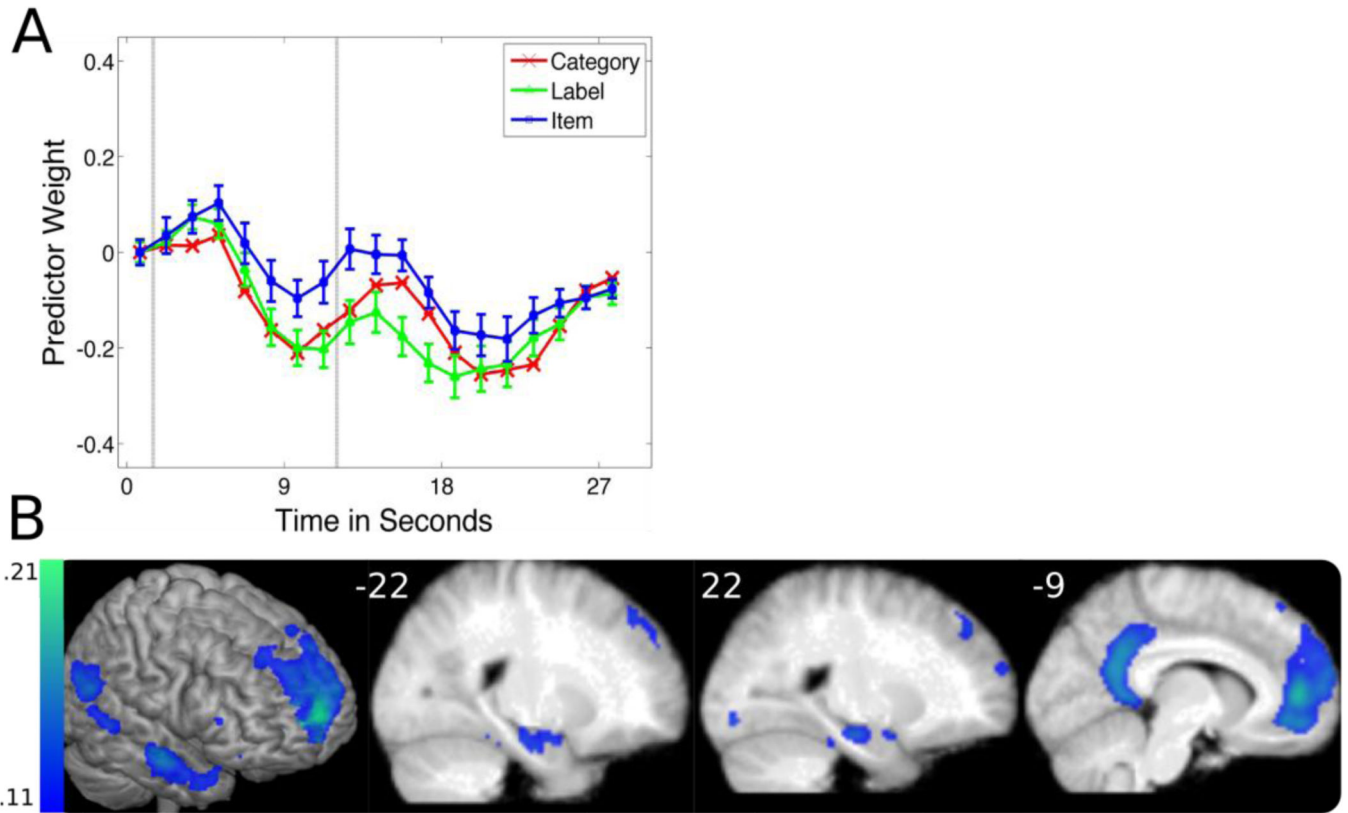 A
Category
Label
Item
0.4
0.2
0
-0.2
-0.4
Predictor Weight
0 9 18 27
Time in Seconds
B
.21
.11
-22
22
-9